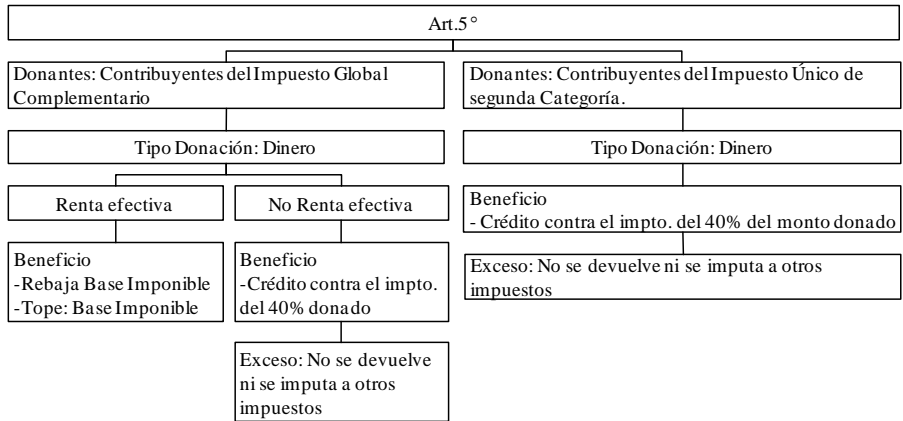 Art.5°
Donantes: Contribuyentes del Impuesto Global
Complementario
Tipo Donación: Dinero
Renta efectiva
Beneficio
-Rebaja Base Imponible
-Tope: Base Imponible
No Renta efectiva
Beneficio
-Crédito contra el impto.
del 40% donado
Exceso: No se devuelve
ni se imputa a otros
impuestos
Donantes: Contribuyentes del Impuesto Único de
segunda Categoría.
Tipo Donación: Dinero
Beneficio
- Crédito contra el impto. del 40% del monto donado
Exceso: No se devuelve ni se imputa a otros
impuestos